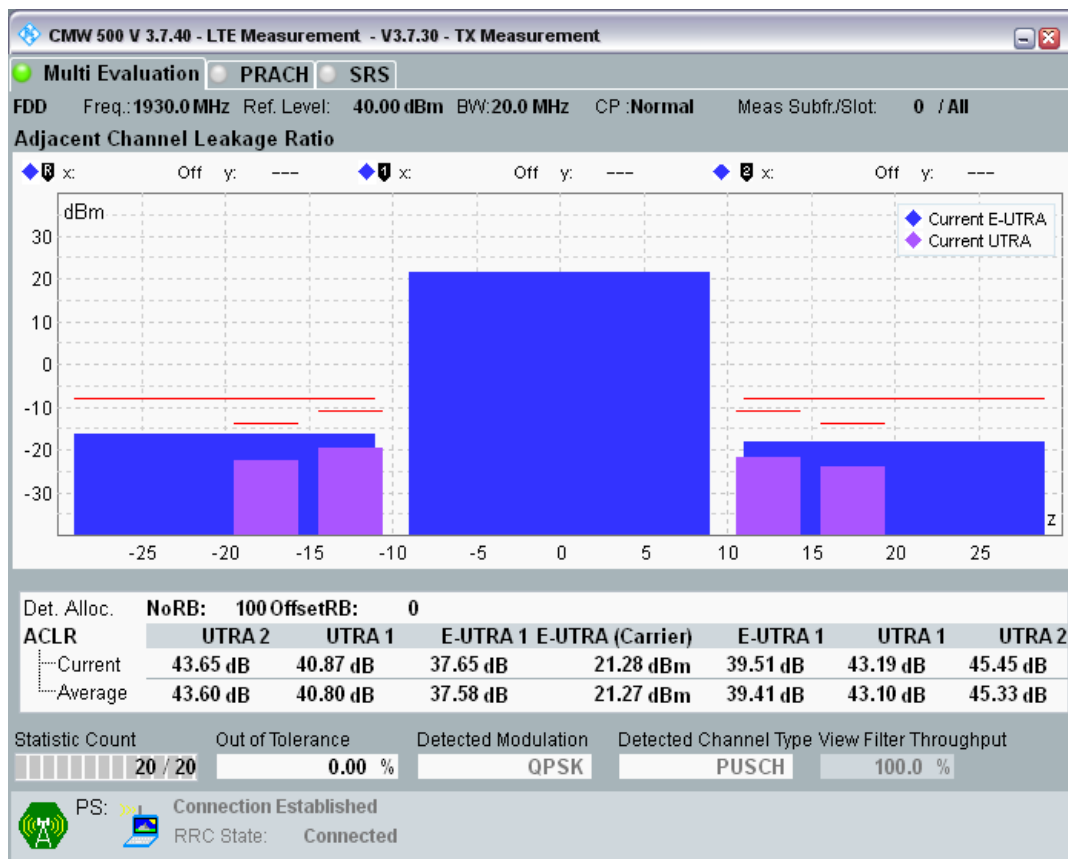 CMW 500 V 3.7.40 - LTE Measurement - V3.7.30 - TX Measurement
Multi Evaluation PRACH SRS
FDD Freq.:1930.0 MHz Ref. Level: 40.00 dBm BW:20.0 MHz CP :Normal Meas Subfr./Slot: 0 / All
Adjacent Channel Leakage Ratio
R x: Off y: --- 1 x: Off y: --- 2 x: Off y: ---
dBm
Current E-UTRA
Current UTRA
30
20
10
0
-10
-20
-30
z
-25 -20 -15 -10 -5 0 5 10 15 20 25
Det. Alloc. NoRB: 100 OffsetRB: 0
ACLR UTRA 2 UTRA 1 E-UTRA 1 E-UTRA (Carrier) E-UTRA 1 UTRA 1 UTRA 2
Current 43.65 dB 40.87 dB 37.65 dB 21.28 dBm 39.51 dB 43.19 dB 45.45 dB
Average 43.60 dB 40.80 dB 37.58 dB 21.27 dBm 39.41 dB 43.10 dB 45.33 dB
Statistic Count Out of Tolerance Detected Modulation Detected Channel Type View Filter Throughput
20 / 20 0.00 % QPSK PUSCH 100.0 %
PS: Connection Established
RRC State: Connected